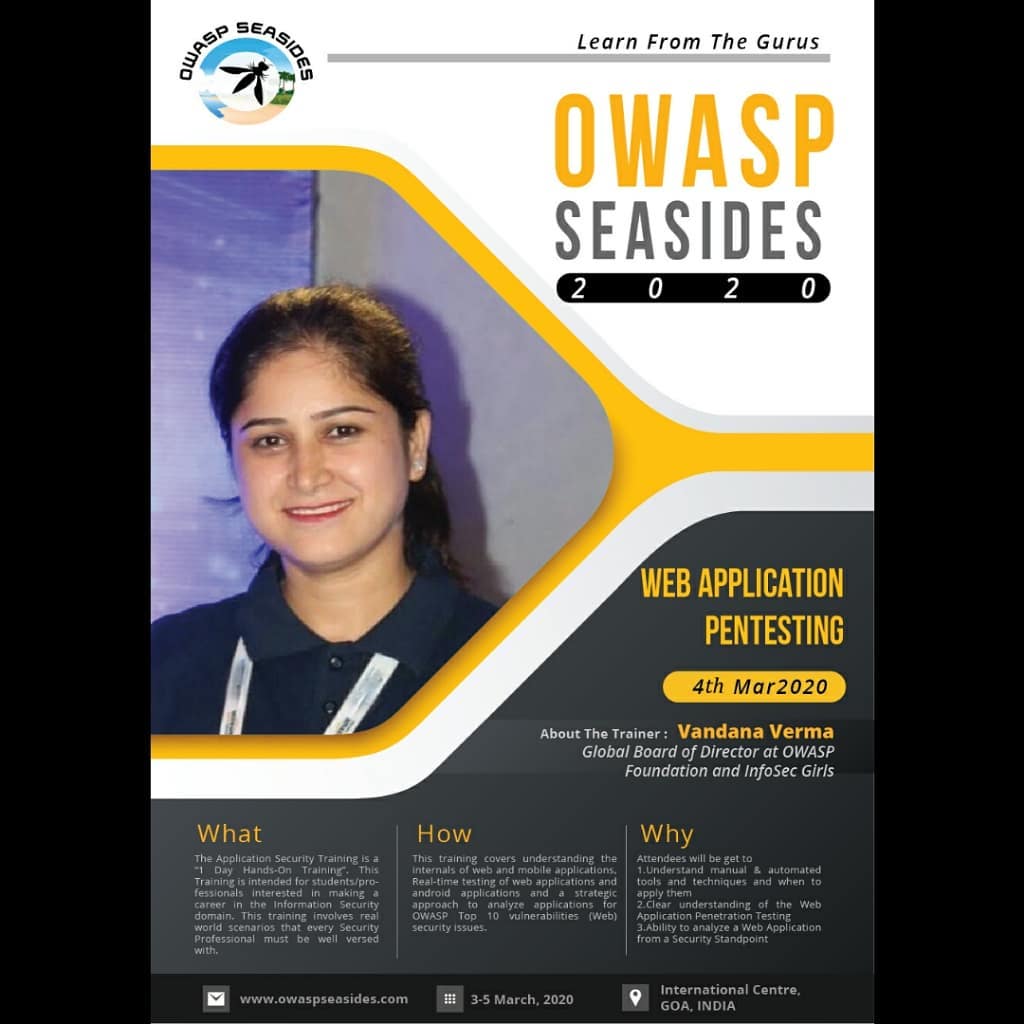 OWASP SEASIDES
Learn From The Gurus
OWASP
SEASIDES
2020
WEB APPLICATION
PENTESTING
4th Mar2020
About The Trainer : Vandana Verma
Global Board of Director at OWASP
Foundation and InfoSec Girls
What
The Application Security Training is a
"1 Day Hands-On Training". This
Training is intended for students/pro-
fessionals interested in making a
career in the Information Security
domain. This training involves real
world scenarios that every Security
Professional must be well versed
with.
How
This training covers understanding the
internals of web and mobile applications,
Real-time testing of web applications and
android applications and a strategic
approach to analyze applications for
OWASP Top 10 vulnerabilities (Web)
security issues.
Why
Attendees will be get to
1.Understand manual & automated
tools and techniques and when to
apply them
2.Clear understanding of the Web
Application Penetration Testing
3.Ability to analyze a Web Application
from a Security Standpoint
www.owaspseasides.com
3-5 March, 2020
International Centre,
GOA, INDIA